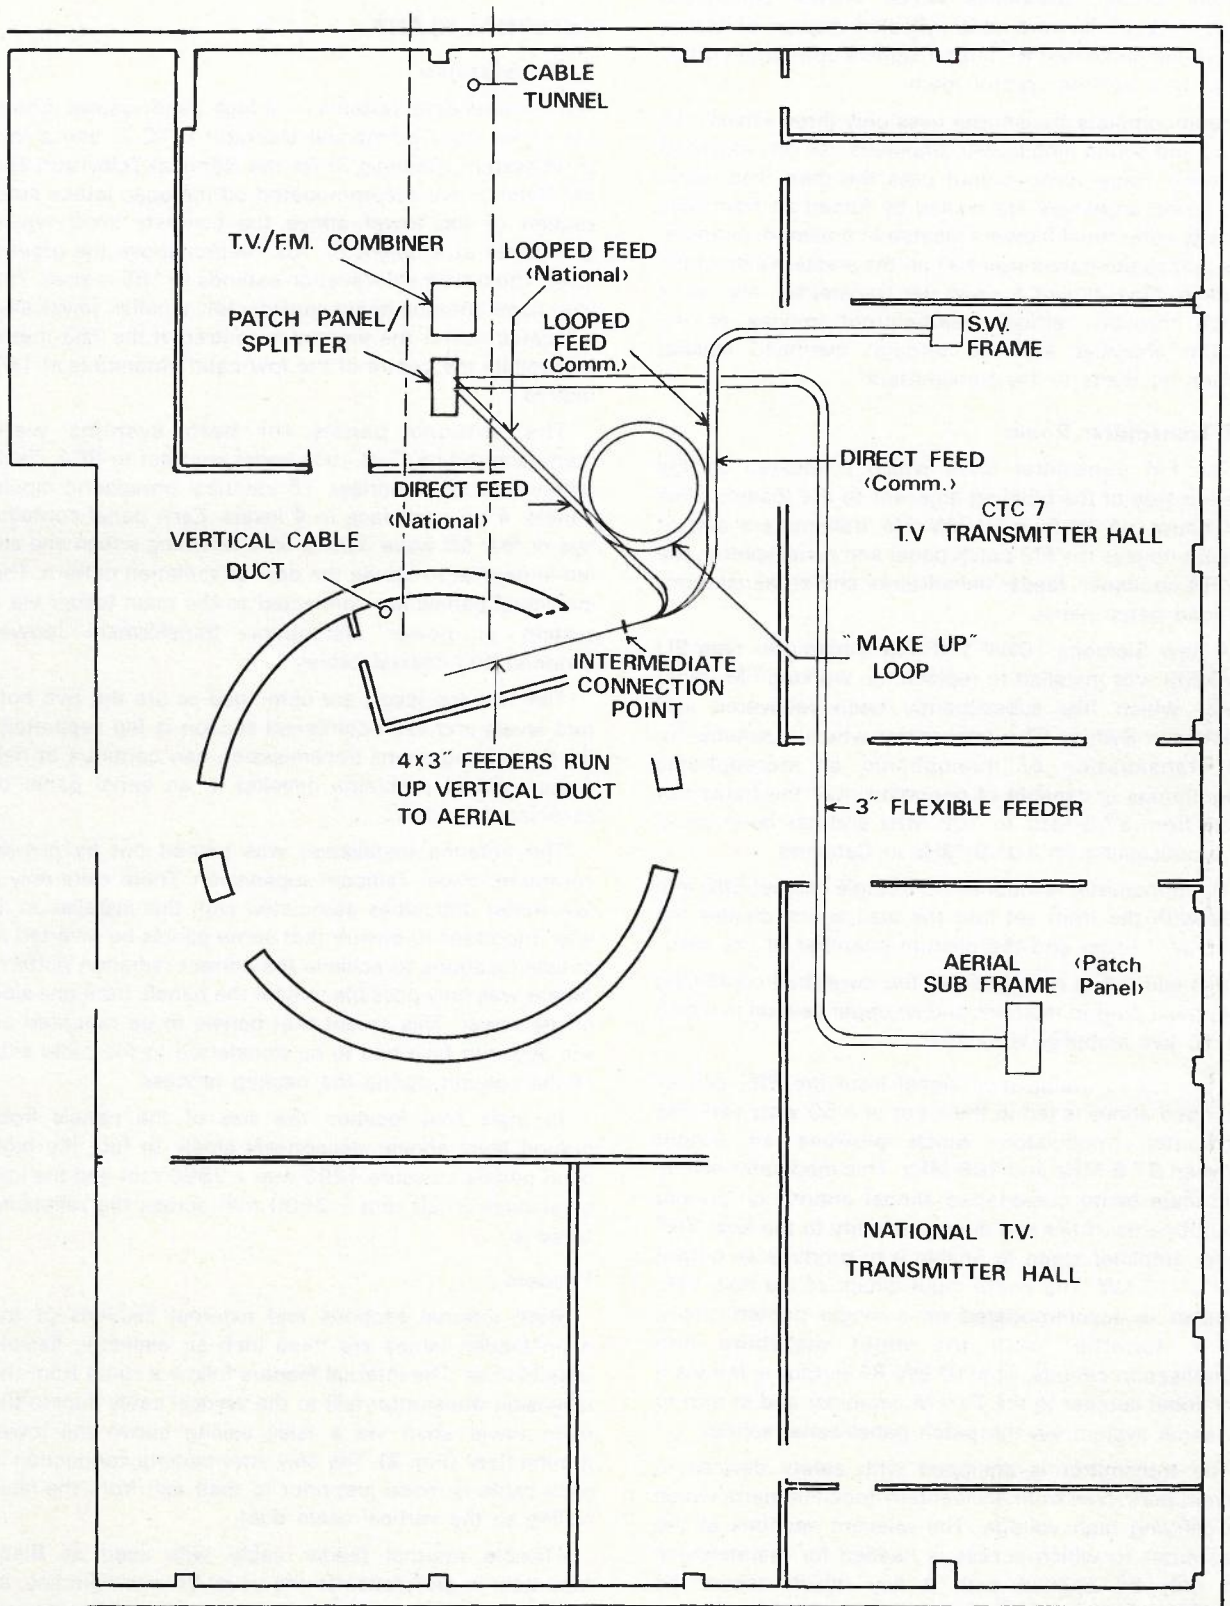 CABLE
TUNNEL
T.V./F.M. COMBINER
LOOPED FEED
(National)
PATCH PANEL/
SPLITTER
LOOPED
FEED
(Comm.)
S.W.
FRAME
DIRECT FEED
(Comm.)
DIRECT FEED
(National)
CTC 7
T.V TRANSMITTER HALL
VERTICAL CABLE
DUCT
"MAKE UP"
LOOP
INTERMEDIATE
CONNECTION
POINT
4 x 3" FEEDERS RUN
UP VERTICAL DUCT
TO AERIAL
3" FLEXIBLE FEEDER
AERIAL
SUB FRAME
(Patch
Panel)
NATIONAL T.V.
TRANSMITTER HALL